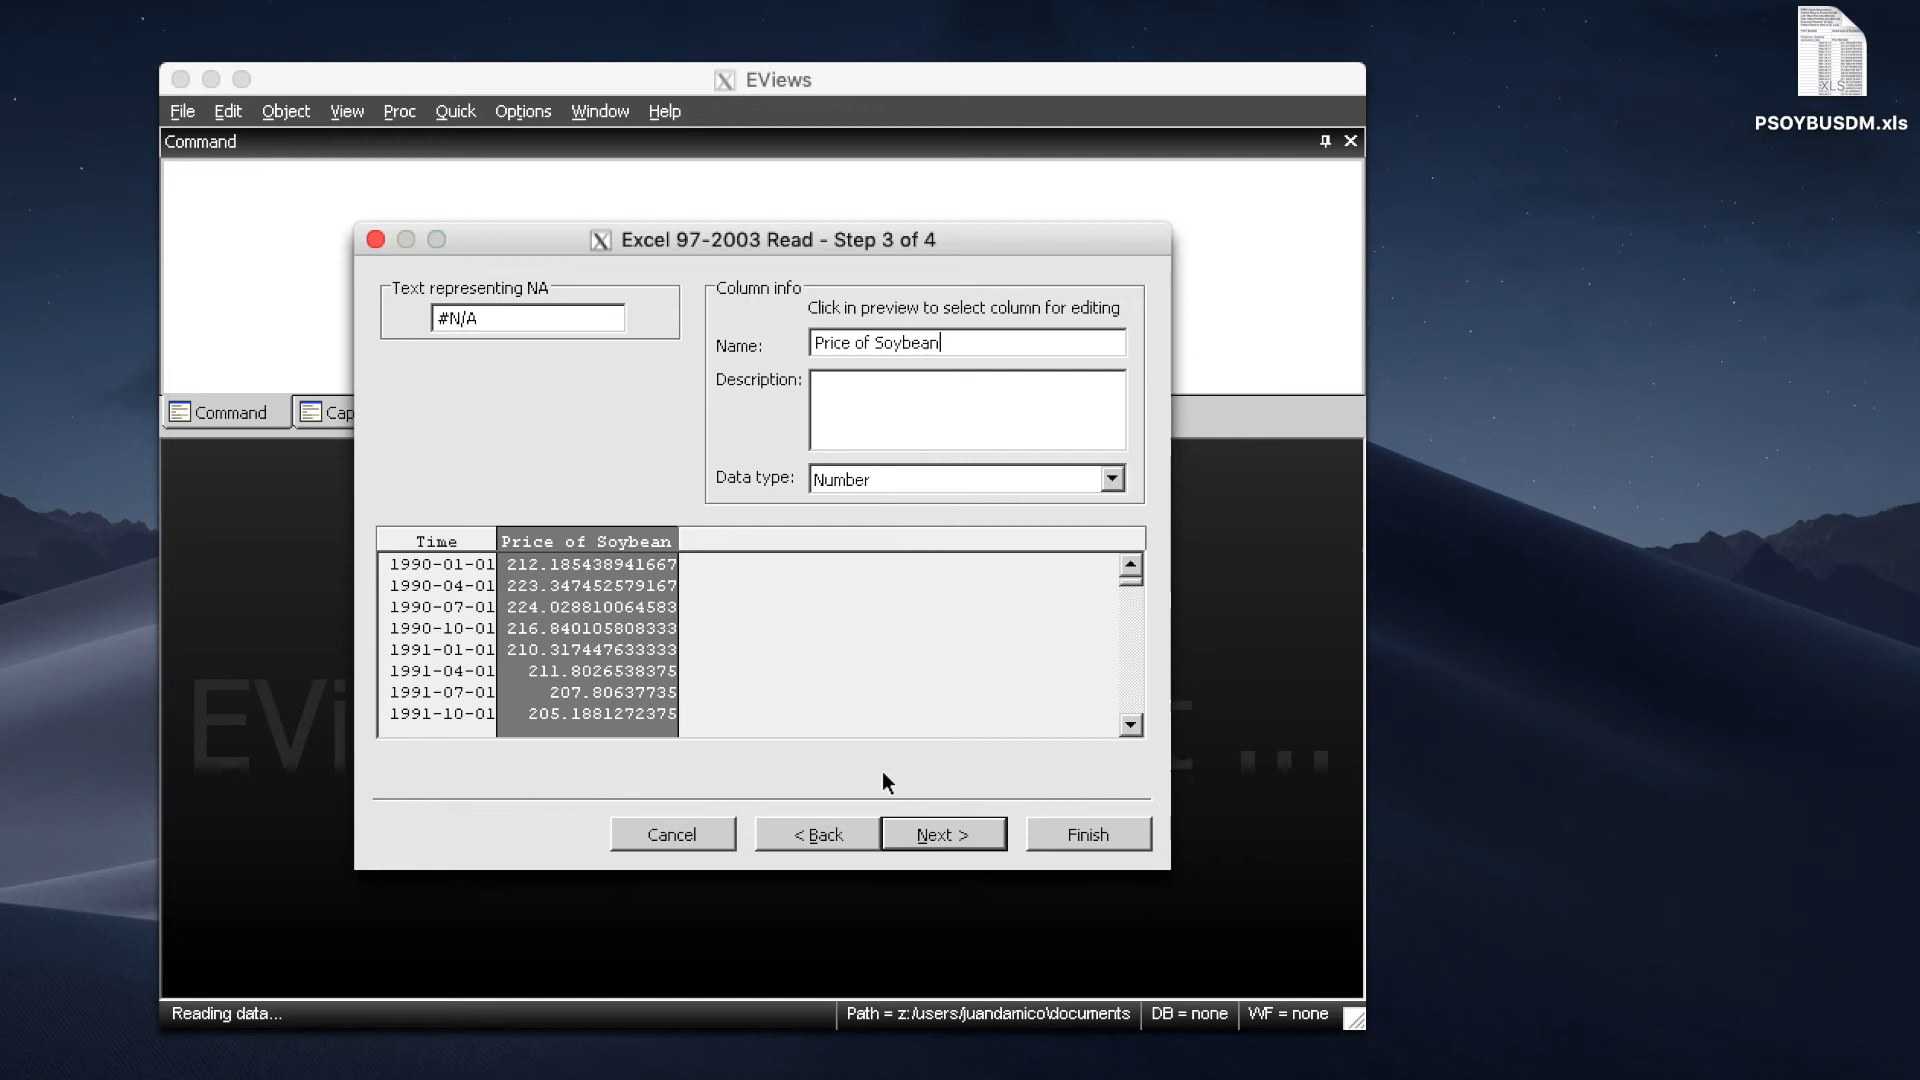 XLS
PSOYBUSDM.xls
EViews
File Edit Object View Proc Quick Options Window Help
Command
Excel 97-2003 Read - Step 3 of 4
Text representing NA
#N/A
Column info
Click in preview to select column for editing
Name: Price of Soybean
Description:
Data type: Number
Command Cap
Time Price of Soybean
1990-01-01 212.185438941667
1990-04-01 223.347452579167
1990-07-01 224.028810064583
1990-10-01 216.840105808333
1991-01-01 210.317447633333
1991-04-01 211.8026538375
1991-07-01 207.80637735
1991-10-01 205.1881272375
EVi
...
Cancel < Back Next > Finish
Reading data... Path = z:/users/juandamico\documents DB = none WF = none